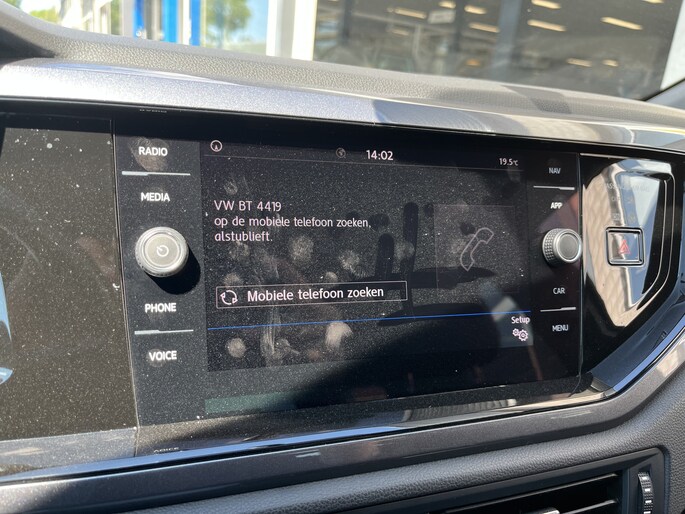 RADIO
MEDIA
PHONE
VOICE
14:02
19.5°C
VW BT 4419
op de mobiele telefoon zoeken,
alstublieft.
Mobiele telefoon zoeken
Setup
NAV
APP
CAR
MENU